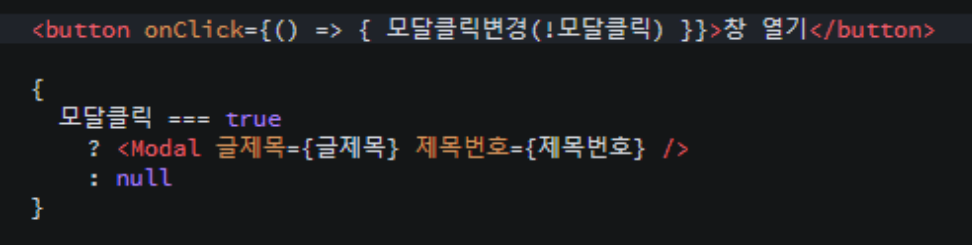 <button onClick={() => { 모달클릭변경(!모달클릭) }}>창 열기</button>
{
모달클릭 === true
? <Modal 글제목={글제목} 제목번호={제목번호} />
: null
}